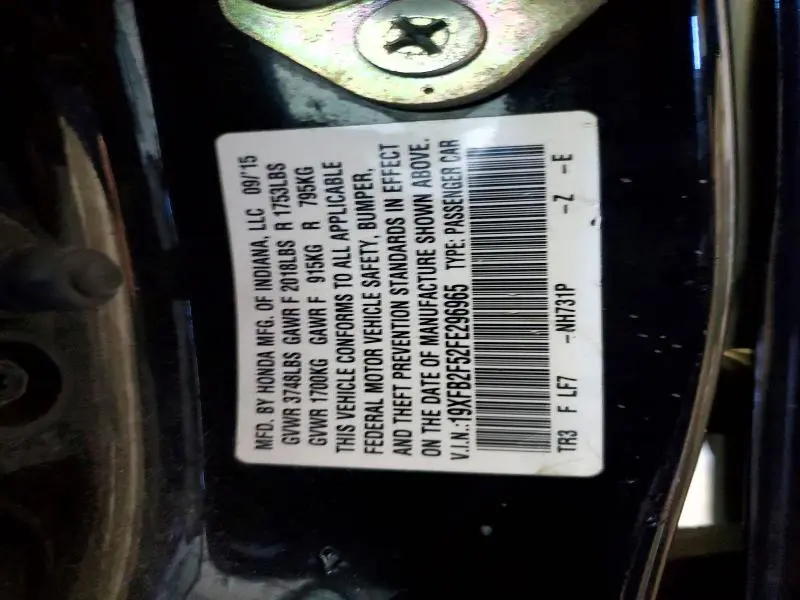 MFD. BY HONDA MFG. OF INDIANA, LLC 09/'15
GVWR 3748LBS GAWR F 2018LBS R 1753LBS
GVWR 1700KG GAWR F 915KG R 795KG
THIS VEHICLE CONFORMS TO ALL APPLICABLE
FEDERAL MOTOR VEHICLE SAFETY, BUMPER,
AND THEFT PREVENTION STANDARDS IN EFFECT
ON THE DATE OF MANUFACTURE SHOWN ABOVE.
V.I.N.:19XFB2F52FE296965 TYPE: PASSENGER CAR
TR3 F LF7 -NH731P -Z -E